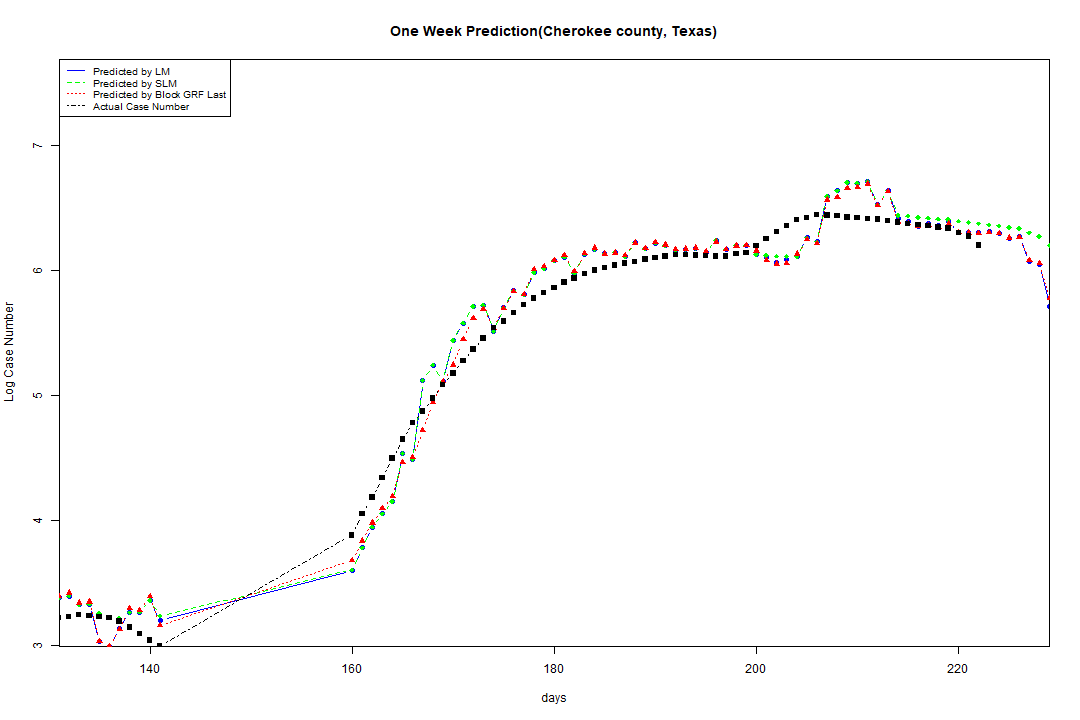 One Week Prediction(Cherokee county, Texas)
Predicted by LM
Predicted by SLM
Predicted by Block GRF Last
Actual Case Number
7
6
5
4
3
Log Case Number
140 160 180 200 220
days